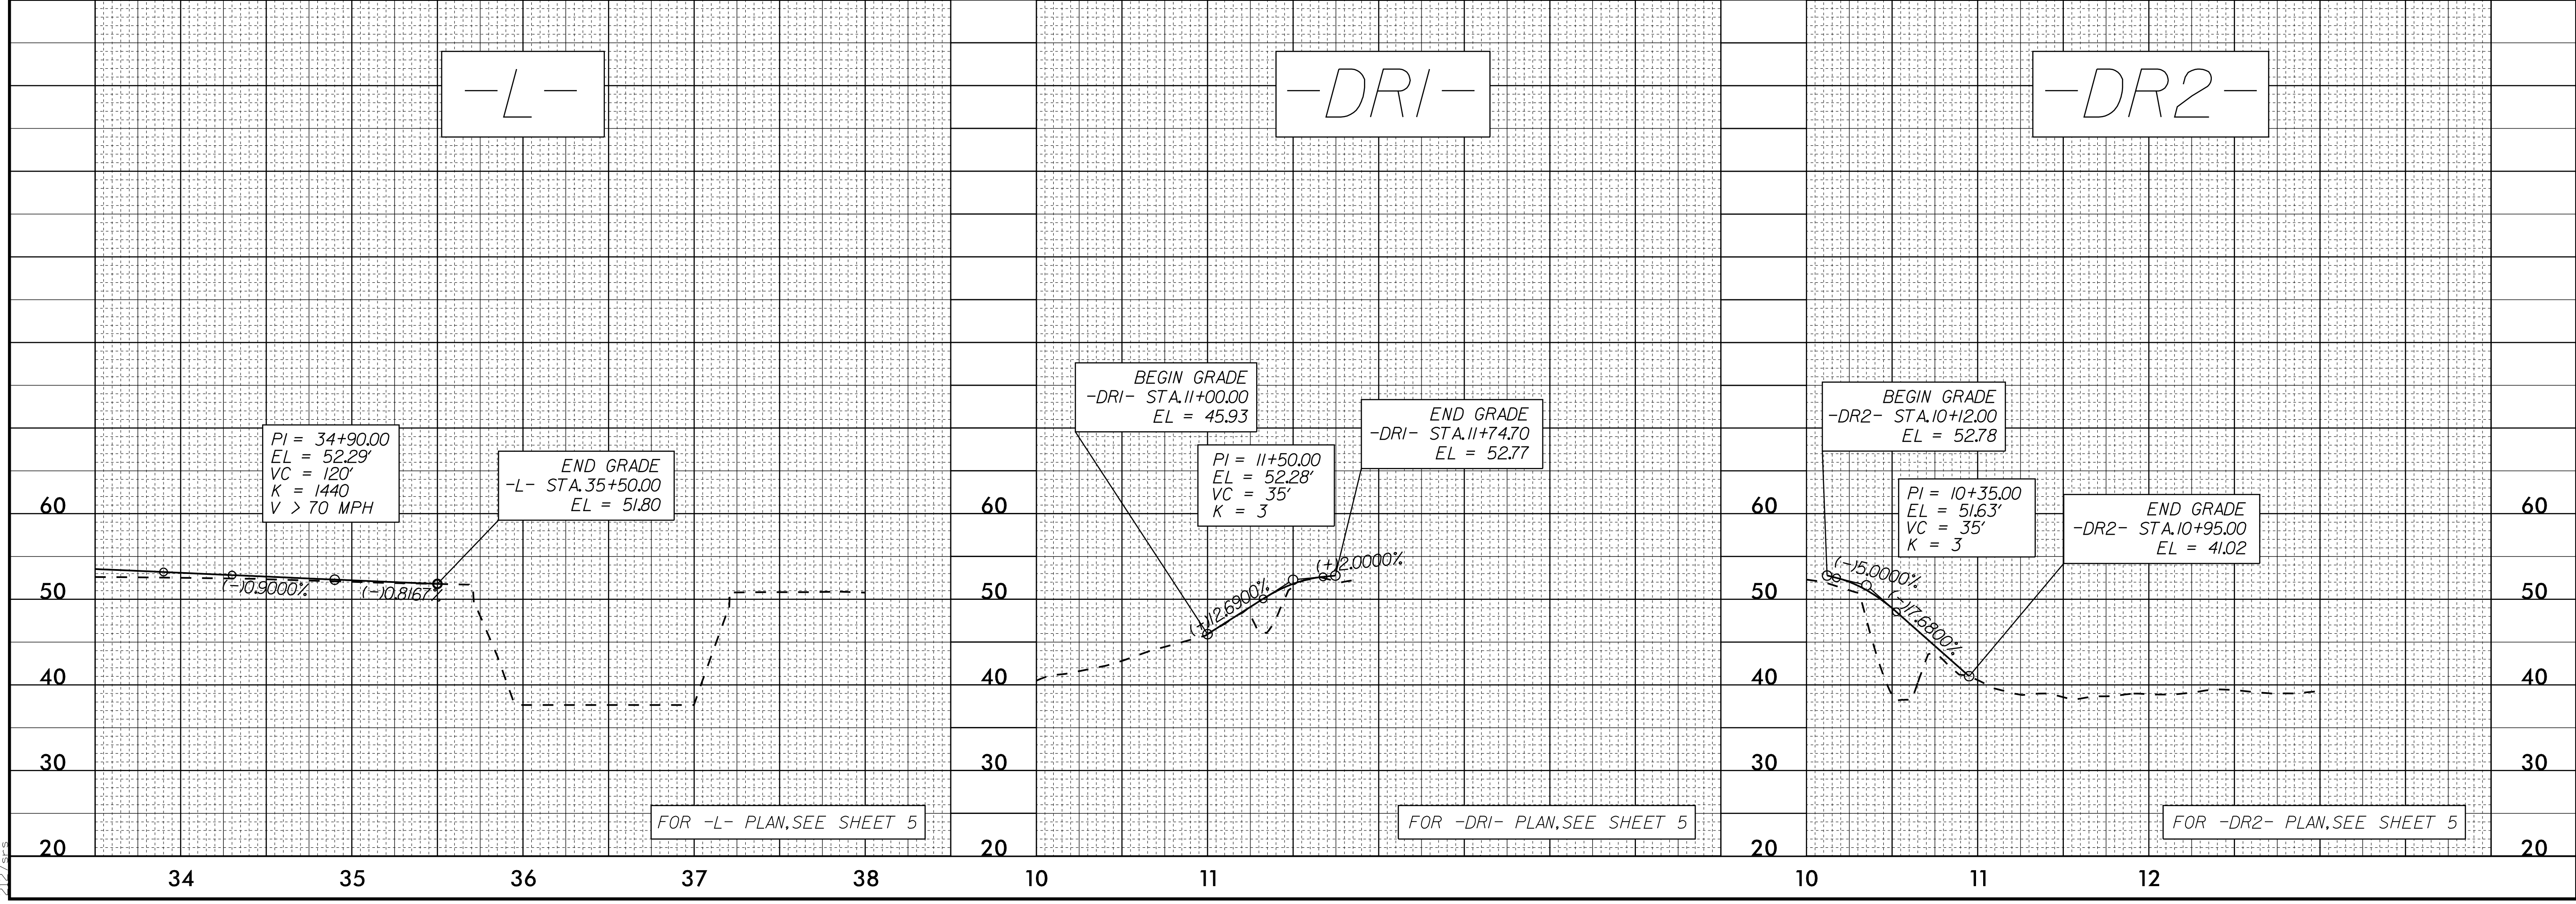 -L-
-DR1-
-DR2-
PI = 34+90.00
EL = 52.29'
VC = 120'
K = 1440
V > 70 MPH
END GRADE
-L- STA.35+50.00
EL = 51.80
(-)0.9000%
(-)0.8167%
FOR -L- PLAN,SEE SHEET 5
BEGIN GRADE
-DR1- STA.11+00.00
EL = 45.93
PI = 11+50.00
EL = 52.28'
VC = 35'
K = 3
END GRADE
-DR1- STA.11+74.70
EL = 52.77
(+)12.6900%
(+)2.0000%
FOR -DR1- PLAN,SEE SHEET 5
BEGIN GRADE
-DR2- STA.10+12.00
EL = 52.78
PI = 10+35.00
EL = 51.63'
VC = 35'
K = 3
END GRADE
-DR2- STA.10+95.00
EL = 41.02
(-)5.0000%
(-)17.6800%
FOR -DR2- PLAN,SEE SHEET 5
60 60 60 60
50 50 50 50
40 40 40 40
30 30 30 30
20 20 20 20
34 35 36 37 38 10 11 10 11 12